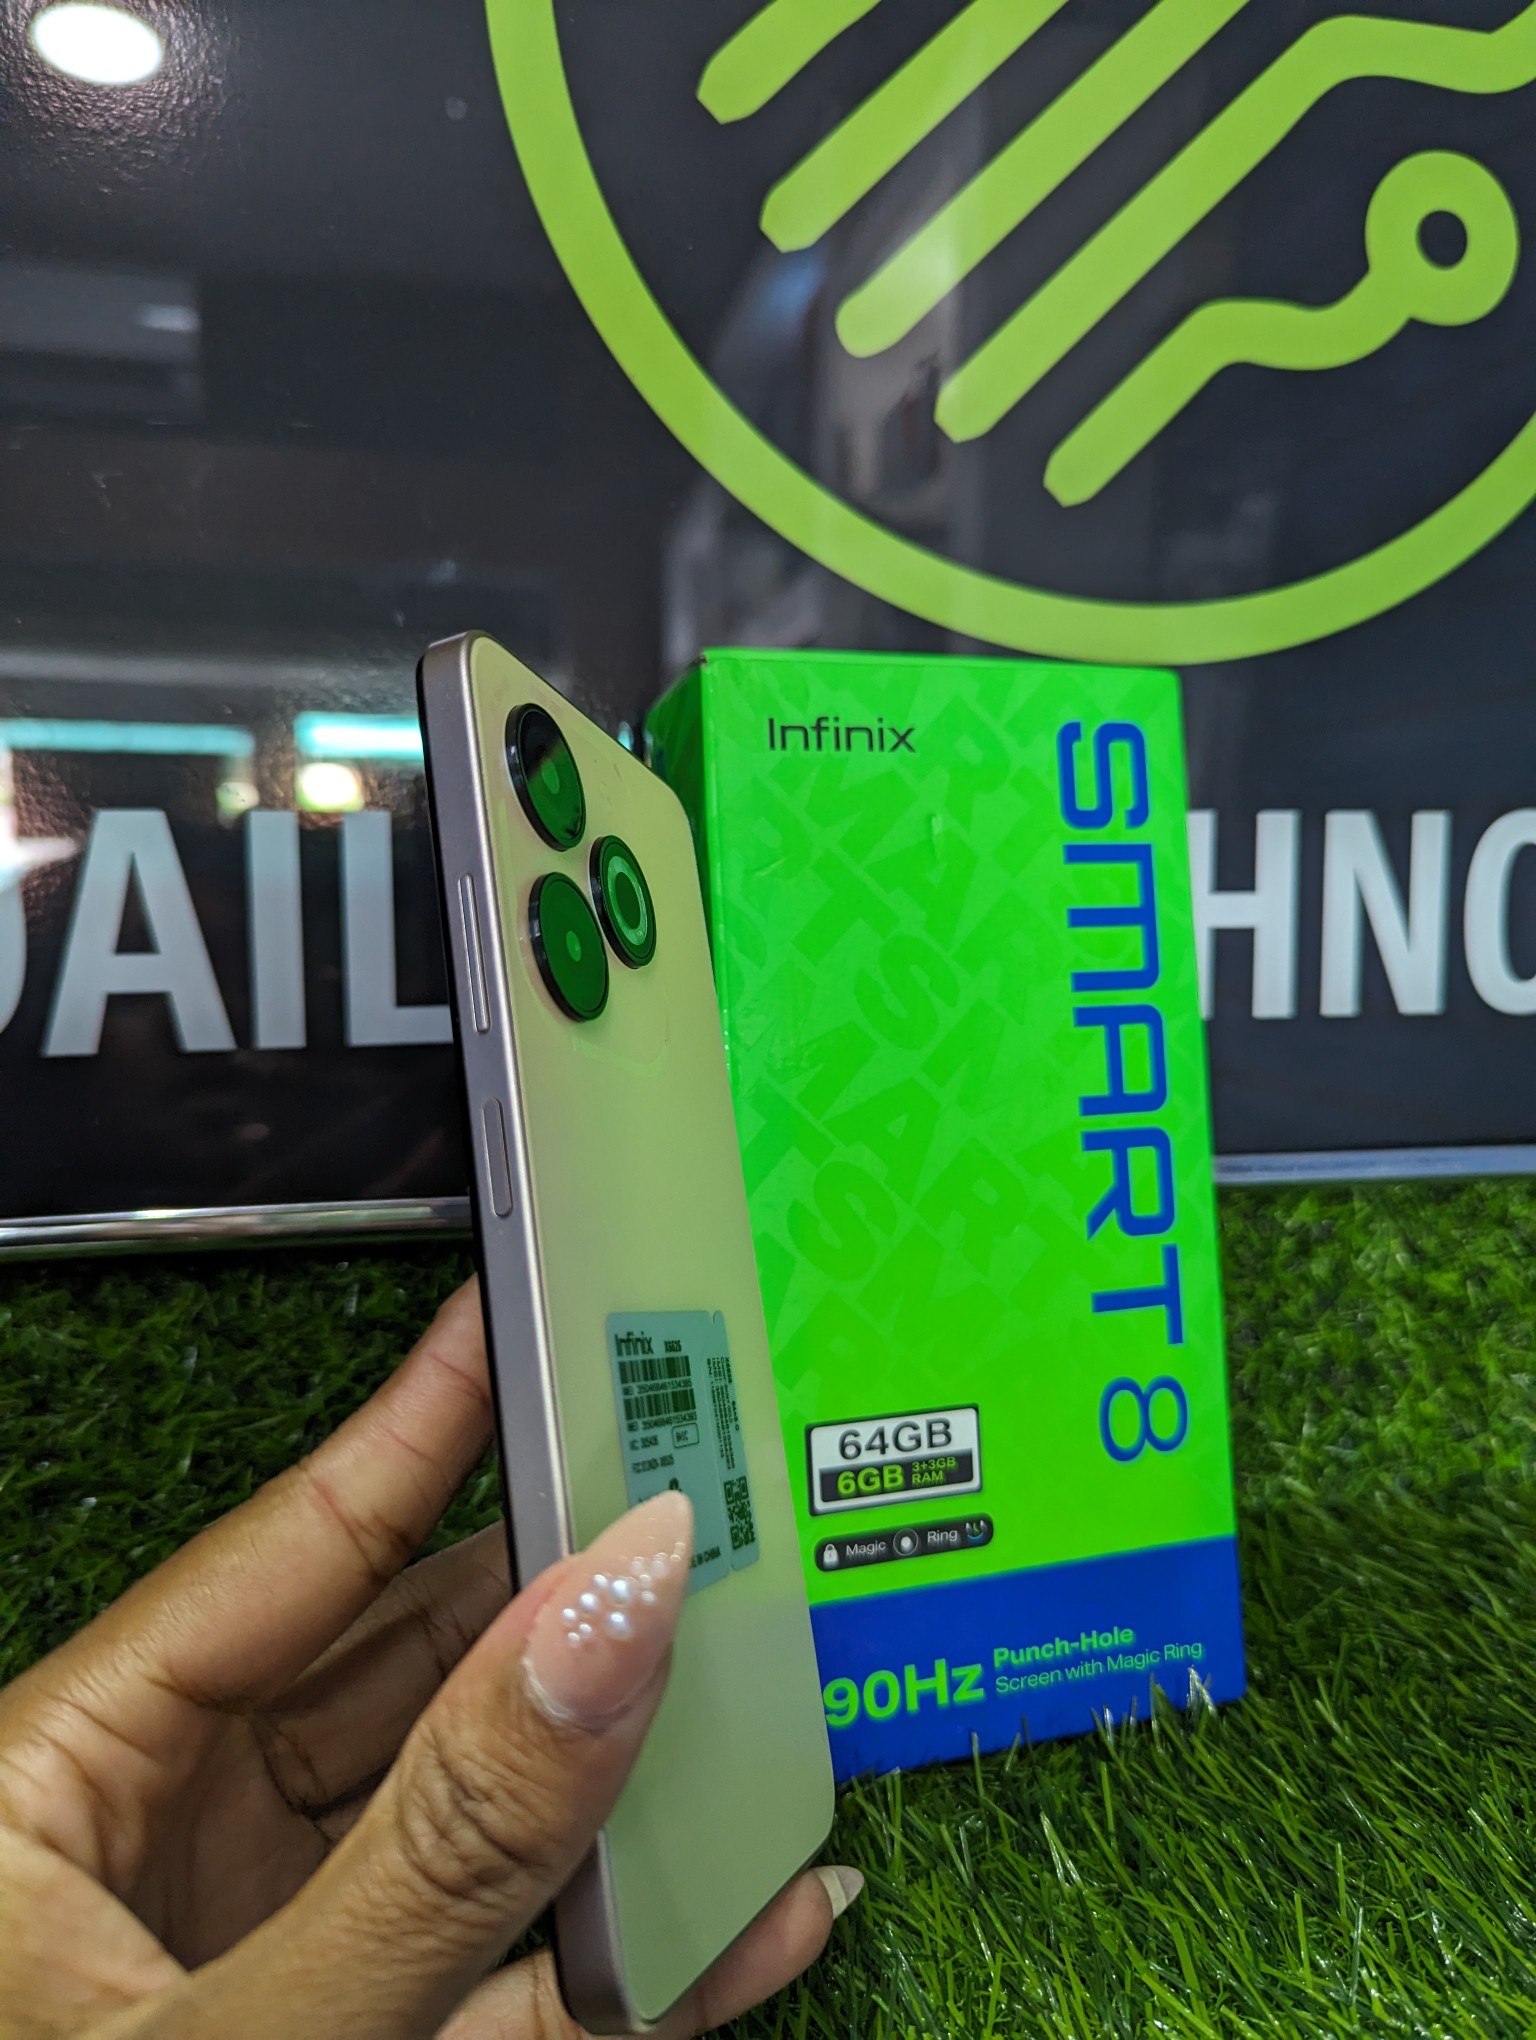 AIL
HNO
Infinix
SMART 8
64GB
6GB 3+3GB
RAM
Magic Ring
90Hz Punch-Hole
Screen with Magic Ring
Infinix X6525